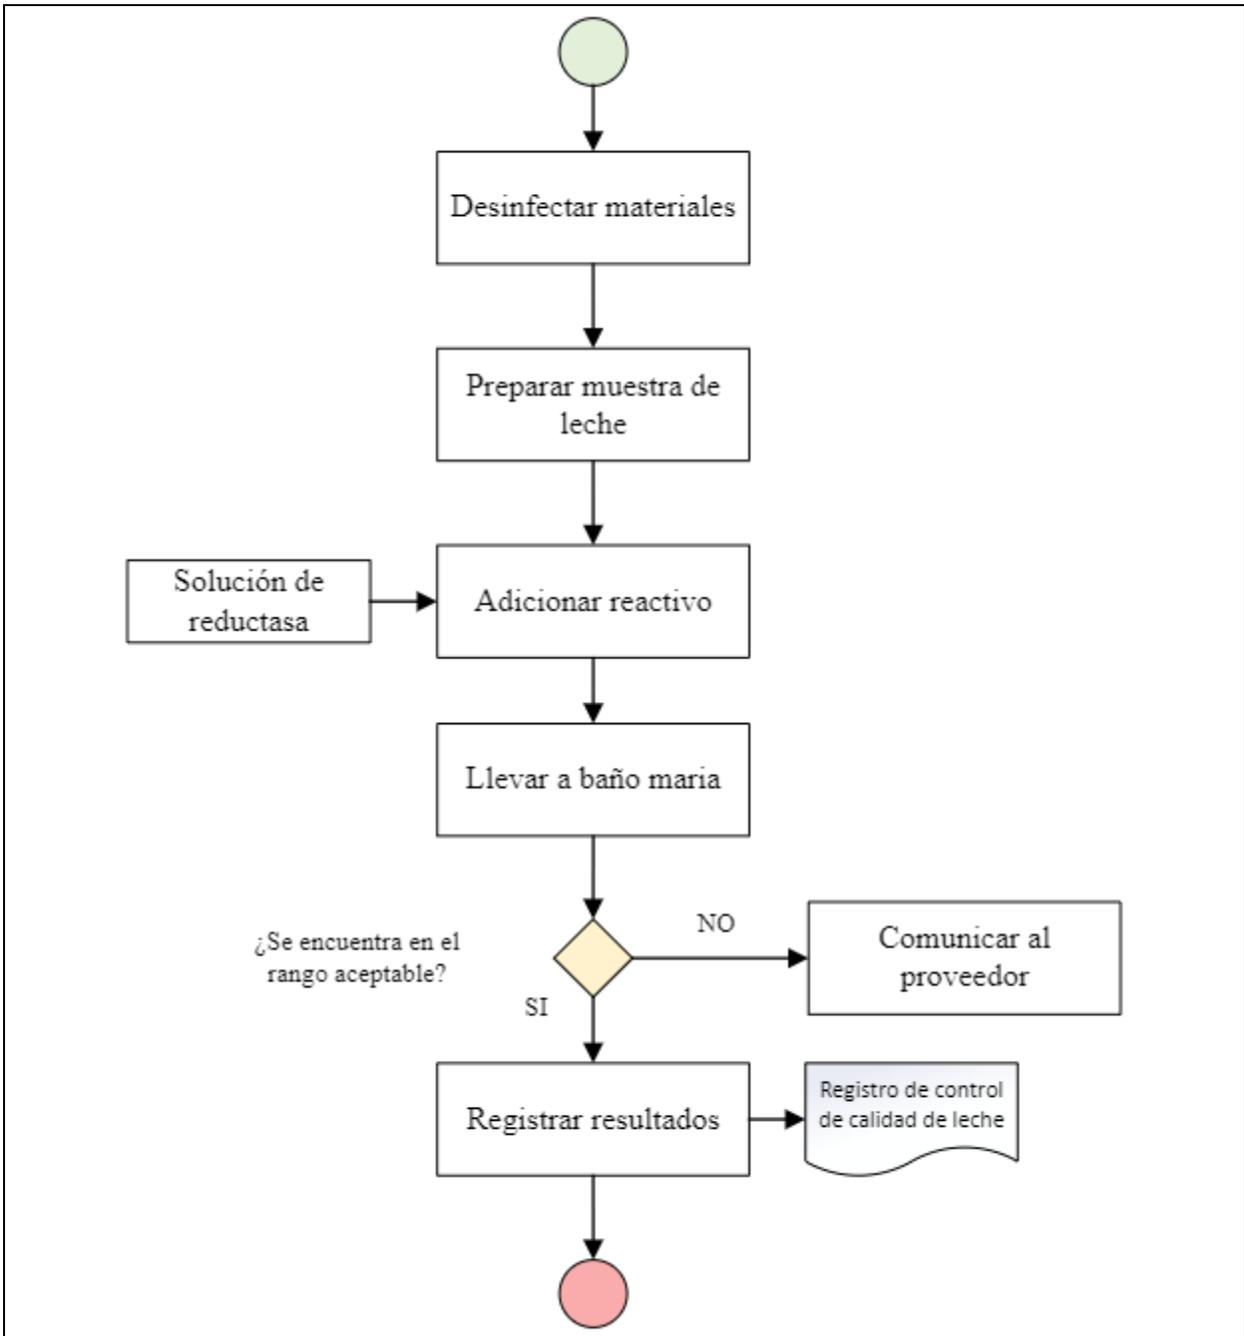 Desinfectar materiales
Preparar muestra de
leche
Solución de
reductasa
Adicionar reactivo
Llevar a baño maria
¿Se encuentra en el
rango aceptable?
NO
Comunicar al
proveedor
SI
Registrar resultados
Registro de control
de calidad de leche